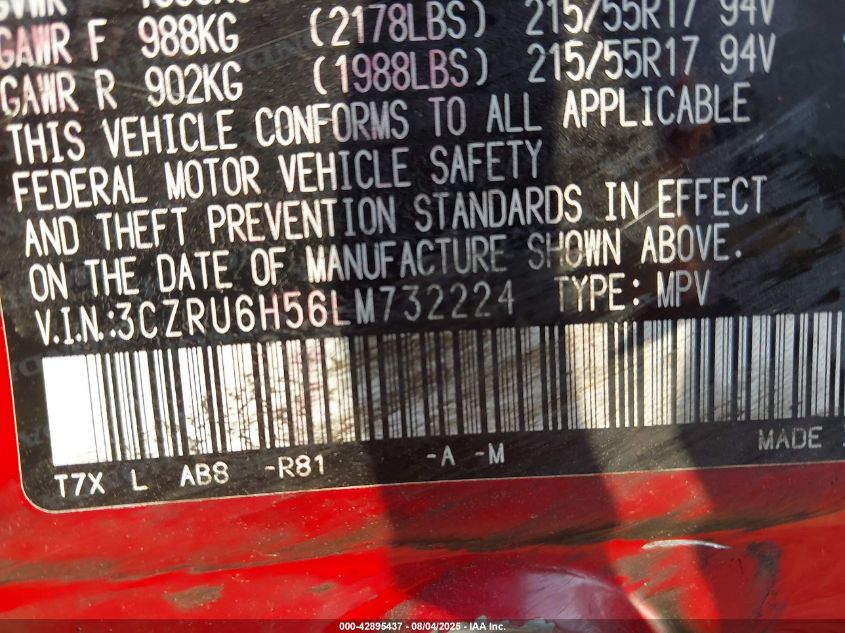 GVWR
GAWR F 988KG (2178LBS) 215/55R17 94V
GAWR R 902KG (1988LBS) 215/55R17 94V
THIS VEHICLE CONFORMS TO ALL APPLICABLE
FEDERAL MOTOR VEHICLE SAFETY
AND THEFT PREVENTION STANDARDS IN EFFECT
ON THE DATE OF MANUFACTURE SHOWN ABOVE.
V.I.N.:3CZRU6H56LM732224 TYPE: MPV
MADE
T7X L AB8 -R81 -A -M
000-42895437 - 08/04/2025 - IAA Inc.